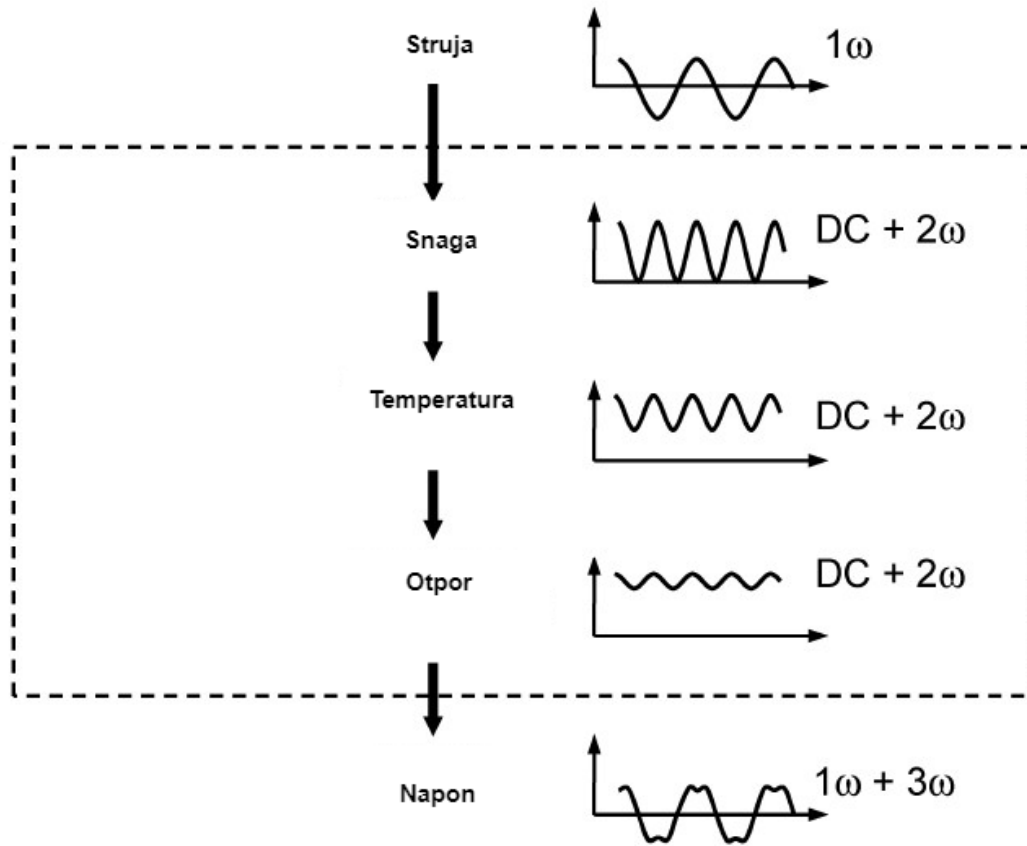 Struja
1ω
Snaga
DC + 2ω
Temperatura
DC + 2ω
Otpor
DC + 2ω
Napon
1ω + 3ω